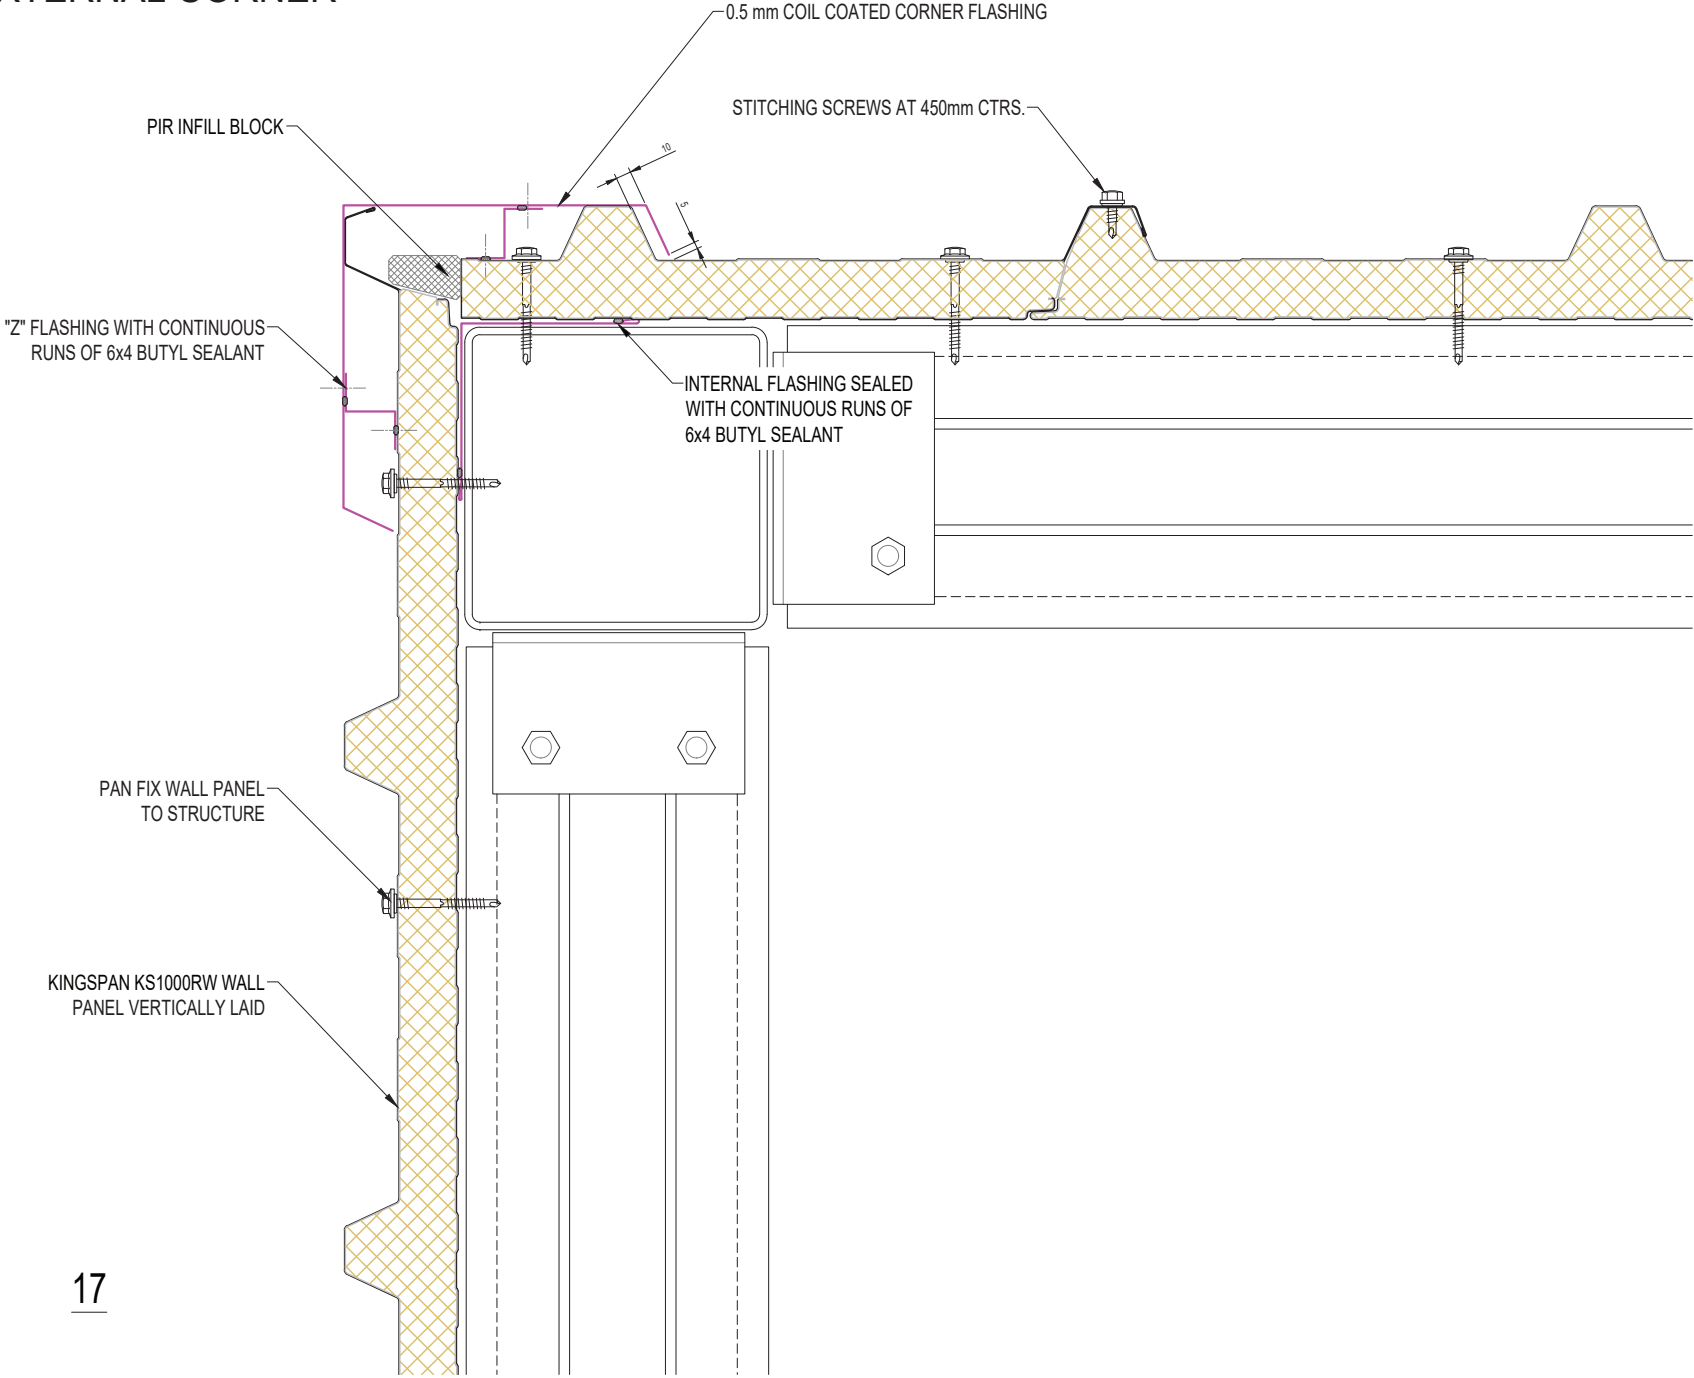 0.5 mm COIL COATED CORNER FLASHING
STITCHING SCREWS AT 450mm CTRS.
PIR INFILL BLOCK
10
5
"Z" FLASHING WITH CONTINUOUS
RUNS OF 6x4 BUTYL SEALANT
INTERNAL FLASHING SEALED
WITH CONTINUOUS RUNS OF
6x4 BUTYL SEALANT
PAN FIX WALL PANEL
TO STRUCTURE
KINGSPAN KS1000RW WALL
PANEL VERTICALLY LAID
17